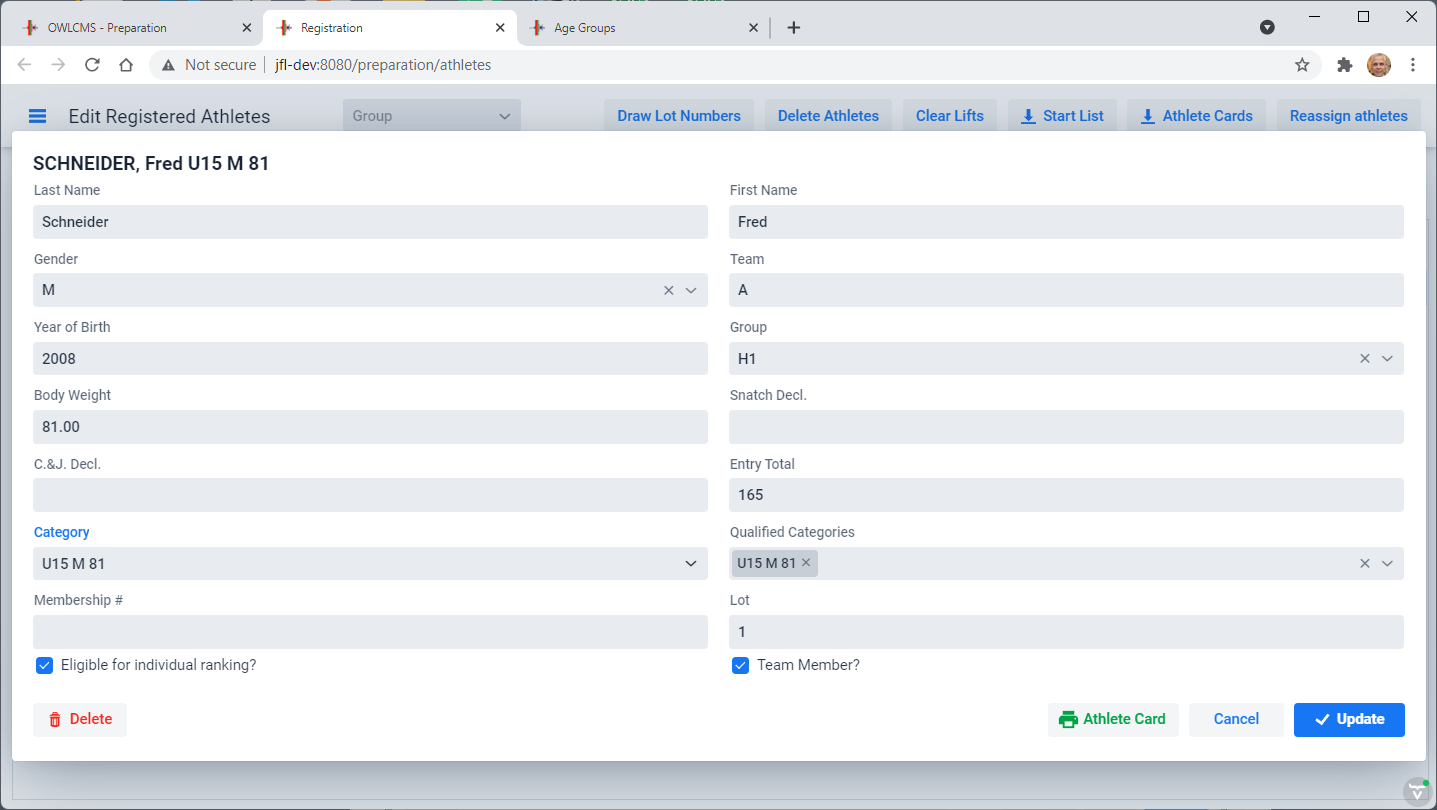 OWLCMS - Preparation
Registration
Age Groups
Not secure
jfl-dev:8080/preparation/athletes
Edit Registered Athletes
Group
Draw Lot Numbers
Delete Athletes
Clear Lifts
Start List
Athlete Cards
Reassign athletes
SCHNEIDER, Fred U15 M 81
Last Name
First Name
Schneider
Fred
Gender
Team
M
A
Year of Birth
Group
2008
H1
Body Weight
Snatch Decl.
81.00
C.&J. Decl.
Entry Total
165
Category
Qualified Categories
U15 M 81
U15 M 81
Membership #
Lot
1
Eligible for individual ranking?
Team Member?
Delete
Athlete Card
Cancel
Update